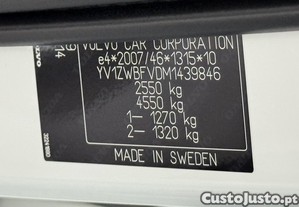 VOLVO CAR CORPORATION
e4*2007/46*1315*10
YV1ZWBFVDM1439846
2550 kg
4550 kg
1— 1270 kg
2— 1320 kg
MADE IN SWEDEN
CustoJusto.pt